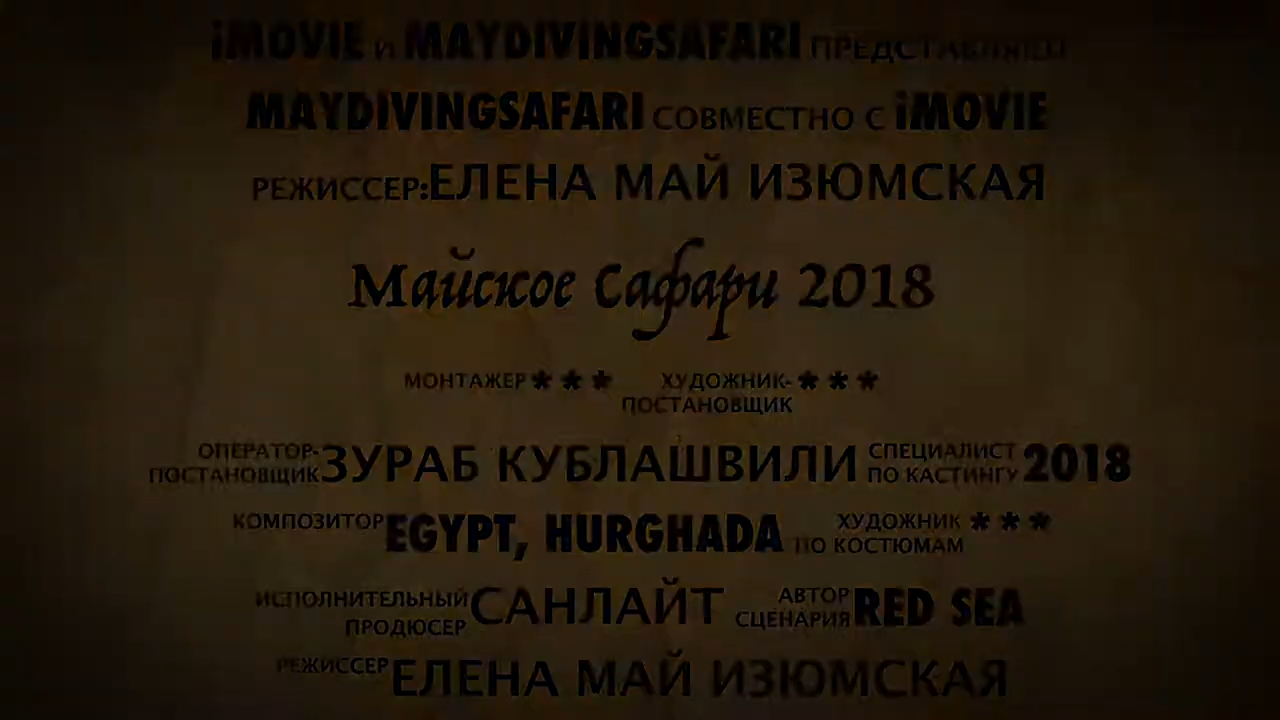 iMOVIE И MAYDIVINGSAFARI ПРЕДСТАВЛЯЕТ
MAYDIVINGSAFARI СОВМЕСТНО С iMOVIE
РЕЖИССЕР:ЕЛЕНА МАЙ ИЗЮМСКАЯ
Майское Сафари 2018
МОНТАЖЕР * * * ХУДОЖНИК-ПОСТАНОВЩИК * * *
ОПЕРАТОР-ПОСТАНОВЩИК ЗУРАБ КУБЛАШВИЛИ СПЕЦИАЛИСТ ПО КАСТИНГУ 2018
КОМПОЗИТОР EGYPT, HURGHADA ХУДОЖНИК ПО КОСТЮМАМ * * *
ИСПОЛНИТЕЛЬНЫЙ ПРОДЮСЕР САНЛАЙТ АВТОР СЦЕНАРИЯ RED SEA
РЕЖИССЕР ЕЛЕНА МАЙ ИЗЮМСКАЯ